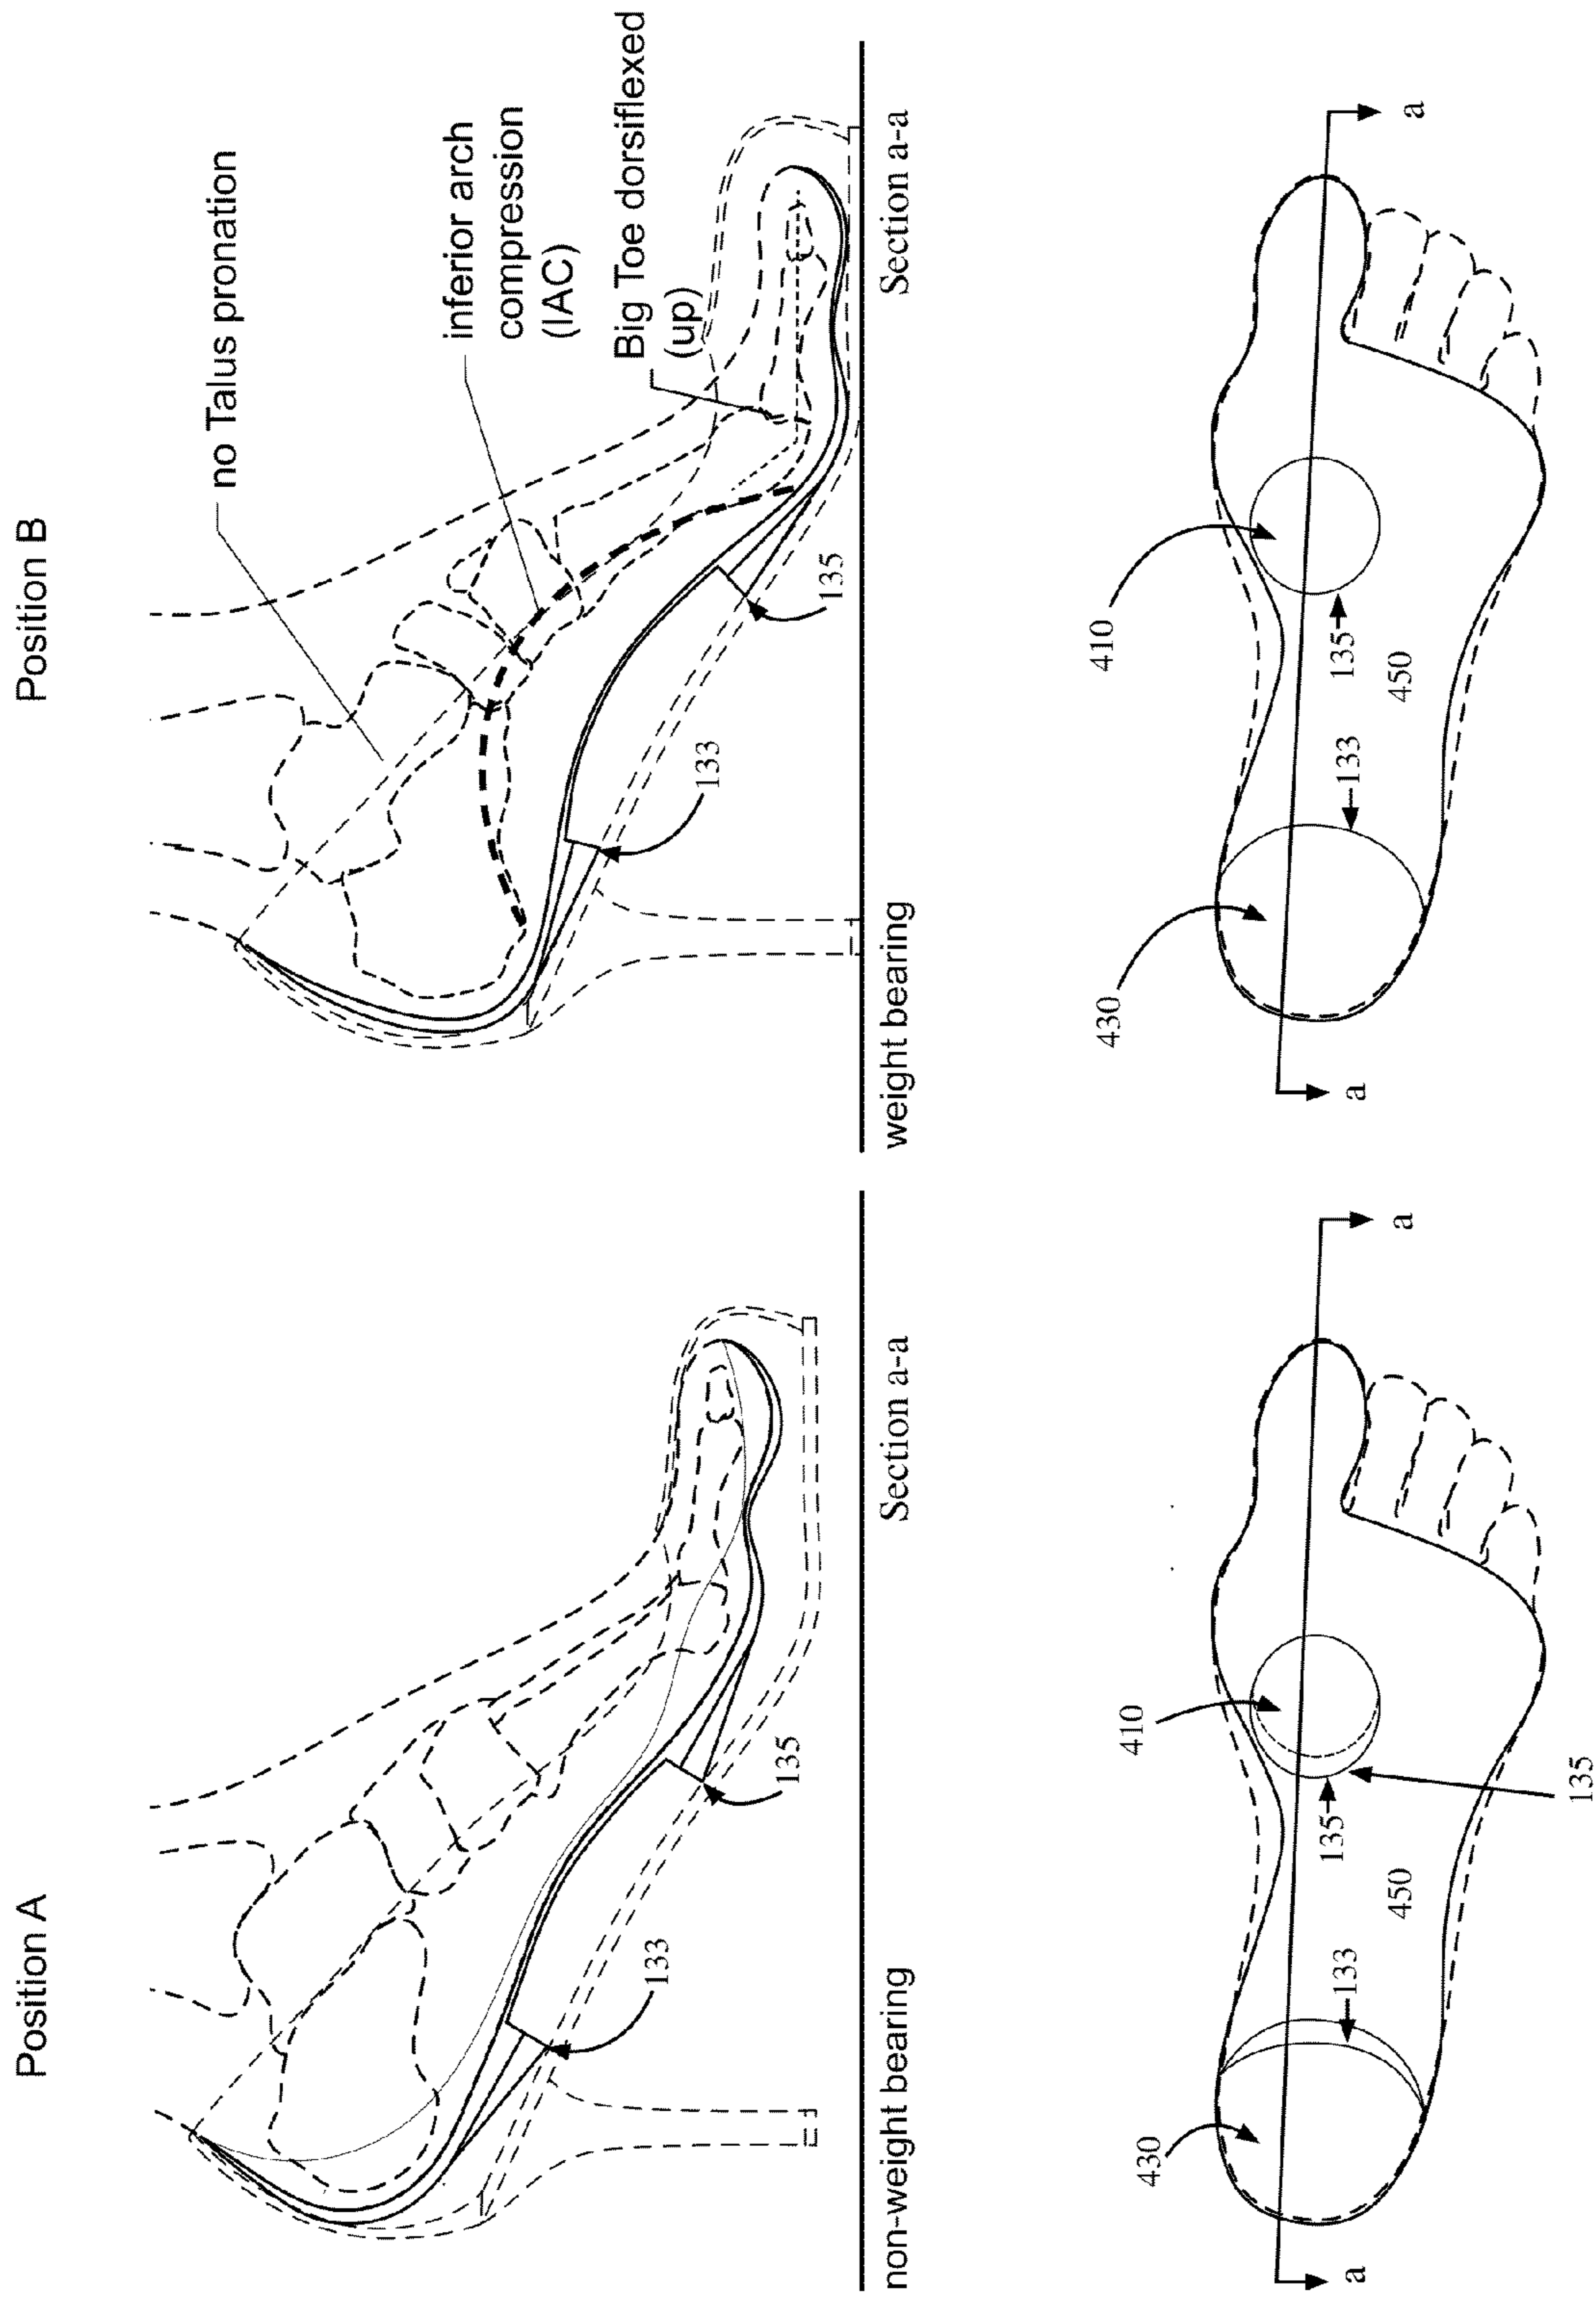 Position A
133
135
non-weight bearing
Section a-a
430
410
133
135
450
135
a
a
Position B
no Talus pronation
inferior arch
compression
(IAC)
Big Toe dorsiflexed
(up)
133
135
weight bearing
Section a-a
430
410
133
135
450
a
a